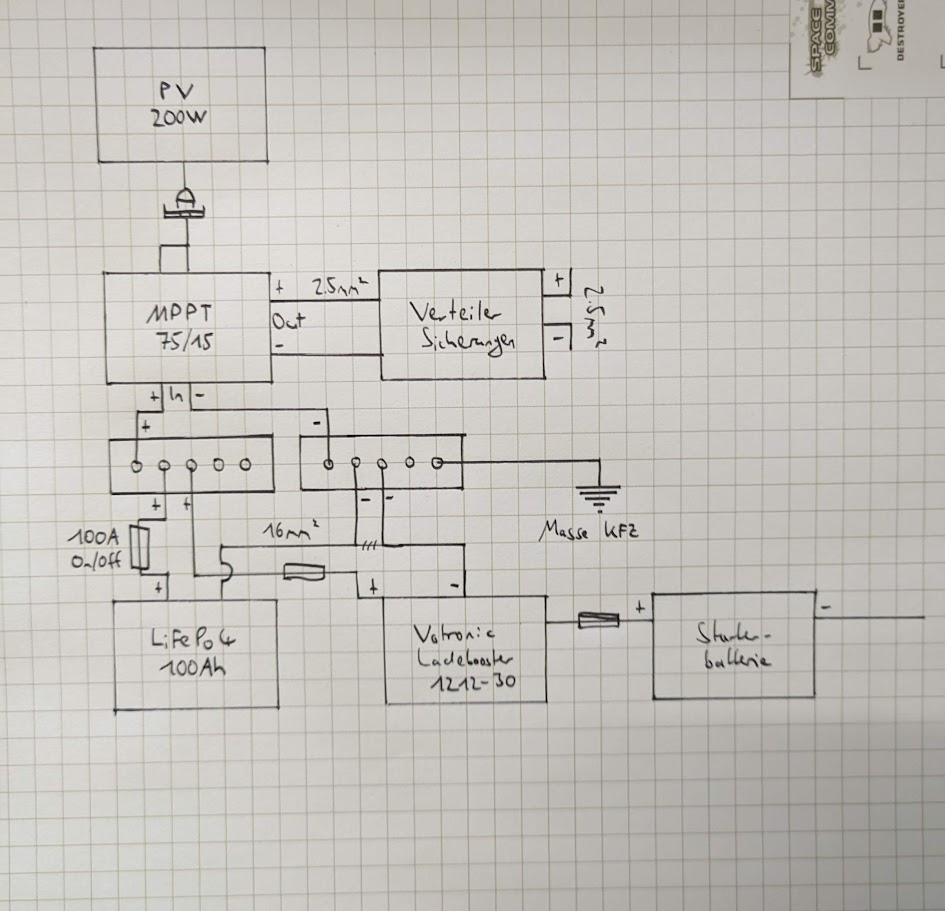 SPACE
COMM
DESTROYER
PV
200W
MPPT
75/15
+ 2.5mm²
Out
-
Verteiler
Sicherungen
+
-
2.5mm²
+ In -
+
-
+ +
- -
100A
On/Off
16mm²
Masse KFZ
+
+
-
LiFePo4
100Ah
Votronic
Ladebooster
1212-30
+
-
Starter-
batterie